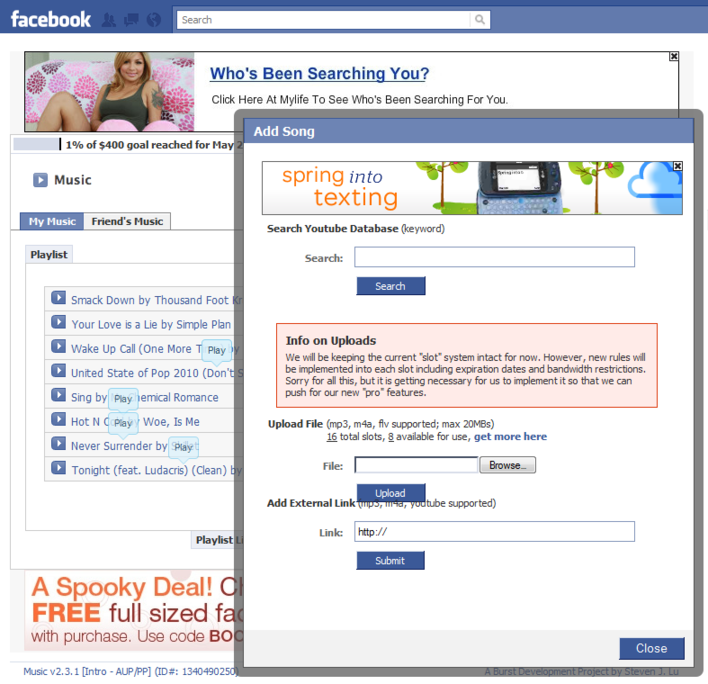 facebook
Search
Who's Been Searching You?
Click Here At Mylife To See Who's Been Searching For You.
1% of $400 goal reached for May 2
Music
My Music
Friend's Music
Playlist
Smack Down by Thousand Foot Kr
Your Love is a Lie by Simple Plan
Wake Up Call (One More T
Play
by
United State of Pop 2010 (Don't S
Sing by
Play
emical Romance
Hot N C
Play
y Woe, Is Me
Never Surrender by S
Play
Tonight (feat. Ludacris) (Clean) by
Playlist Li
A Spooky Deal! Ch
FREE full sized fac
with purchase. Use code BOO
Add Song
spring into
texting
Search Youtube Database (keyword)
Search:
Search
Info on Uploads
We will be keeping the current "slot" system intact for now. However, new rules will
be implemented into each slot including expiration dates and bandwidth restrictions.
Sorry for all this, but it is getting necessary for us to implement it so that we can
push for our new "pro" features.
Upload File (mp3, m4a, flv supported; max 20MBs)
16 total slots, 8 available for use, get more here
File:
Browse...
Upload
Add External Link (mp3, m4a, youtube supported)
Link:
http://
Submit
Close
Music v2.3.1 [Intro - AUP/PP] (ID#: 1340490250)
A Burst Development Project by Steven J. Lu